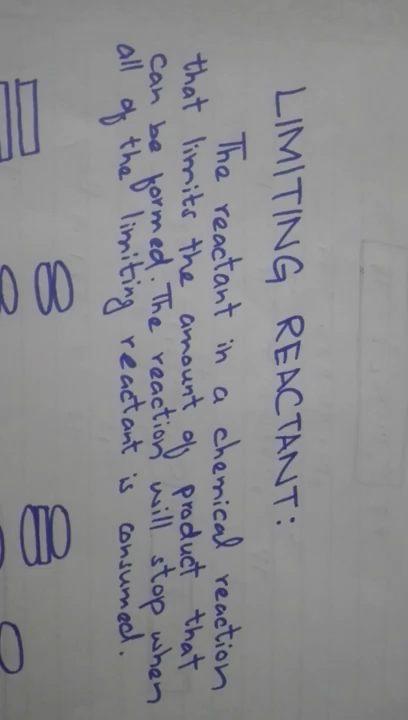 LIMITING REACTANT:
The reactant in a chemical reaction
that limits the amount of product that
can be formed. The reaction will stop when
all of the limiting reactant is consumed.